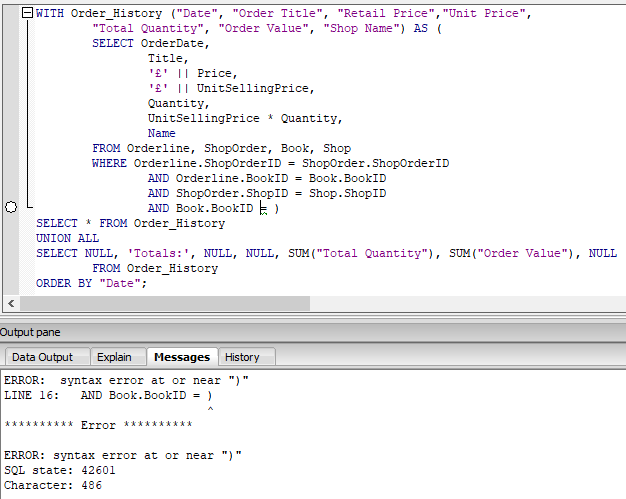 WITH Order_History ("Date", "Order Title", "Retail Price","Unit Price",
"Total Quantity", "Order Value", "Shop Name") AS (
SELECT OrderDate,
Title,
'£' || Price,
'£' || UnitSellingPrice,
Quantity,
UnitSellingPrice * Quantity,
Name
FROM Orderline, ShopOrder, Book, Shop
WHERE Orderline.ShopOrderID = ShopOrder.ShopOrderID
AND Orderline.BookID = Book.BookID
AND ShopOrder.ShopID = Shop.ShopID
AND Book.BookID = )
SELECT * FROM Order_History
UNION ALL
SELECT NULL, 'Totals:', NULL, NULL, SUM("Total Quantity"), SUM("Order Value"), NULL
FROM Order_History
ORDER BY "Date";
Output pane
Data Output Explain Messages History
ERROR:  syntax error at or near ")"
LINE 16:   AND Book.BookID = )
^
********** Error **********
ERROR: syntax error at or near ")"
SQL state: 42601
Character: 486